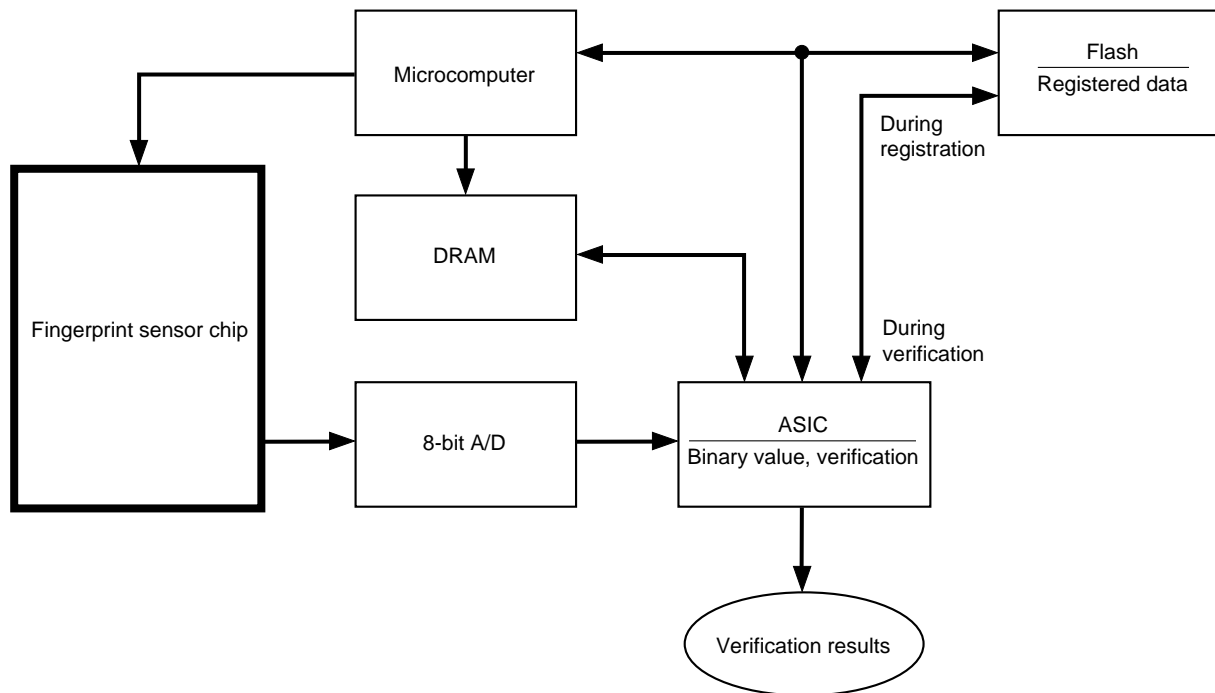 Microcomputer
Flash
Registered data
During
registration
DRAM
Fingerprint sensor chip
During
verification
8-bit A/D
ASIC
Binary value, verification
Verification results